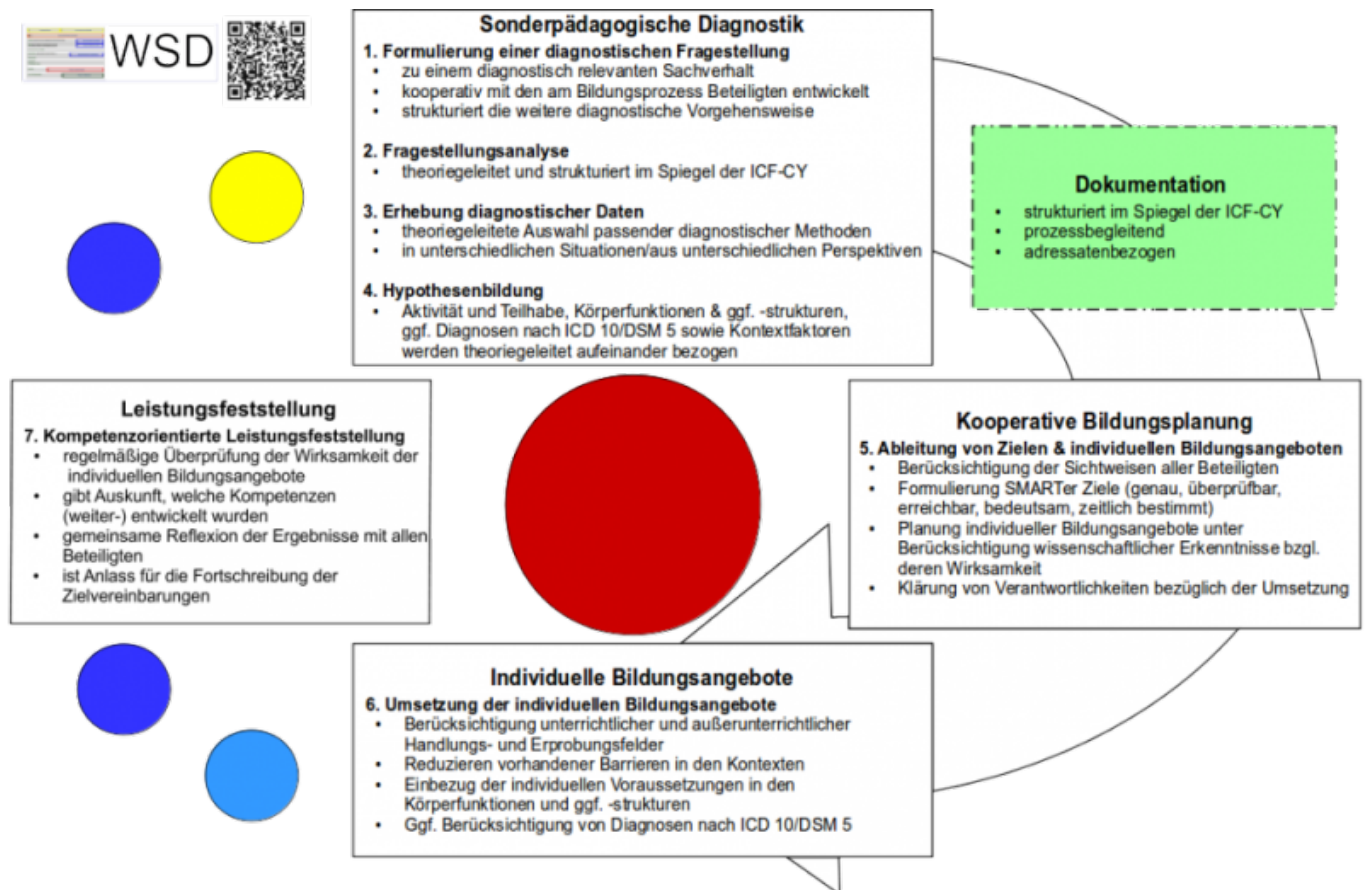 WSD
Sonderpädagogische Diagnostik
1. Formulierung einer diagnostischen Fragestellung
• zu einem diagnostisch relevanten Sachverhalt
• kooperativ mit den am Bildungsprozess Beteiligten entwickelt
• strukturiert die weitere diagnostische Vorgehensweise
2. Fragestellungsanalyse
• theoriegeleitet und strukturiert im Spiegel der ICF-CY
3. Erhebung diagnostischer Daten
• theoriegeleitete Auswahl passender diagnostischer Methoden
• in unterschiedlichen Situationen/aus unterschiedlichen Perspektiven
4. Hypothesenbildung
• Aktivität und Teilhabe, Körperfunktionen & ggf. -strukturen,
ggf. Diagnosen nach ICD 10/DSM 5 sowie Kontextfaktoren
werden theoriegeleitet aufeinander bezogen
Dokumentation
• strukturiert im Spiegel der ICF-CY
• prozessbegleitend
• adressatenbezogen
Leistungsfeststellung
7. Kompetenzorientierte Leistungsfeststellung
• regelmäßige Überprüfung der Wirksamkeit der
individuellen Bildungsangebote
• gibt Auskunft, welche Kompetenzen
(weiter-) entwickelt wurden
• gemeinsame Reflexion der Ergebnisse mit allen
Beteiligten
• ist Anlass für die Fortschreibung der
Zielvereinbarungen
Kooperative Bildungsplanung
5. Ableitung von Zielen & individuellen Bildungsangeboten
• Berücksichtigung der Sichtweisen aller Beteiligten
• Formulierung SMARTer Ziele (genau, überprüfbar,
erreichbar, bedeutsam, zeitlich bestimmt)
• Planung individueller Bildungsangebote unter
Berücksichtigung wissenschaftlicher Erkenntnisse bzgl.
deren Wirksamkeit
• Klärung von Verantwortlichkeiten bezüglich der Umsetzung
Individuelle Bildungsangebote
6. Umsetzung der individuellen Bildungsangebote
• Berücksichtigung unterrichtlicher und außerunterrichtlicher
Handlungs- und Erprobungsfelder
• Reduzieren vorhandener Barrieren in den Kontexten
• Einbezug der individuellen Voraussetzungen in den
Körperfunktionen und ggf. -strukturen
• Ggf. Berücksichtigung von Diagnosen nach ICD 10/DSM 5